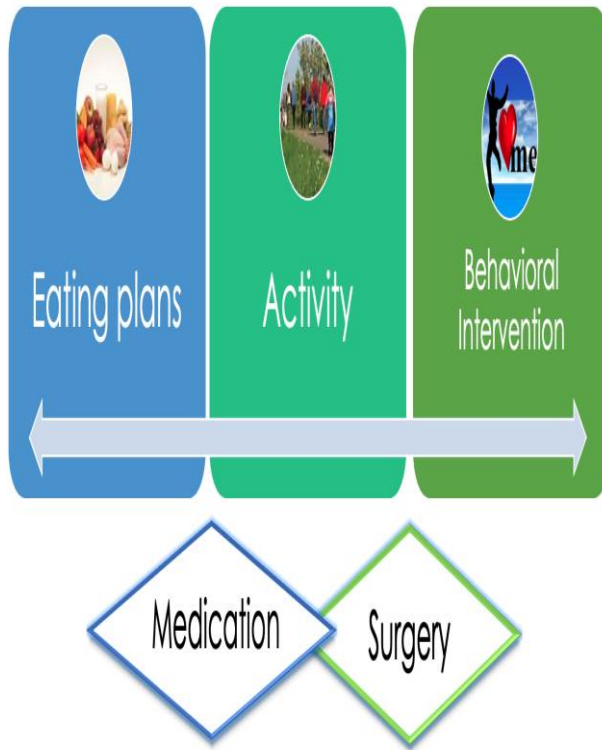 me
Eating plans
Activity
Behavioral
Intervention
Medication
Surgery